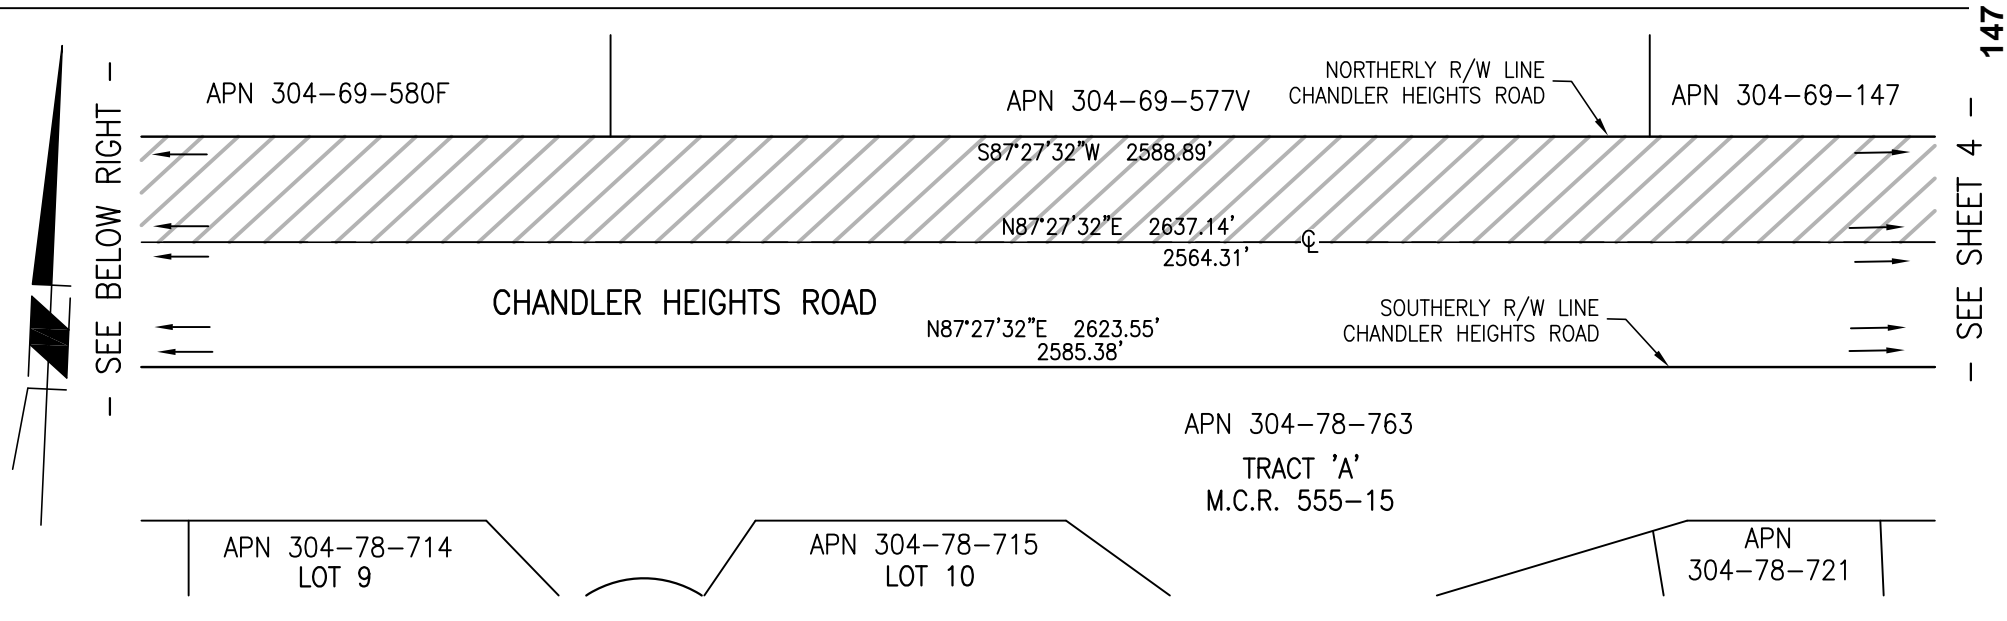 147
APN 304-69-580F
APN 304-69-577V
NORTHERLY R/W LINE
CHANDLER HEIGHTS ROAD
APN 304-69-147
- SEE BELOW RIGHT -
S87°27'32"W 2588.89'
N87°27'32"E 2637.14'
℄
2564.31'
CHANDLER HEIGHTS ROAD
N87°27'32"E 2623.55'
2585.38'
SOUTHERLY R/W LINE
CHANDLER HEIGHTS ROAD
- SEE SHEET 4 -
APN 304-78-763
TRACT 'A'
M.C.R. 555-15
APN 304-78-714
LOT 9
APN 304-78-715
LOT 10
APN
304-78-721